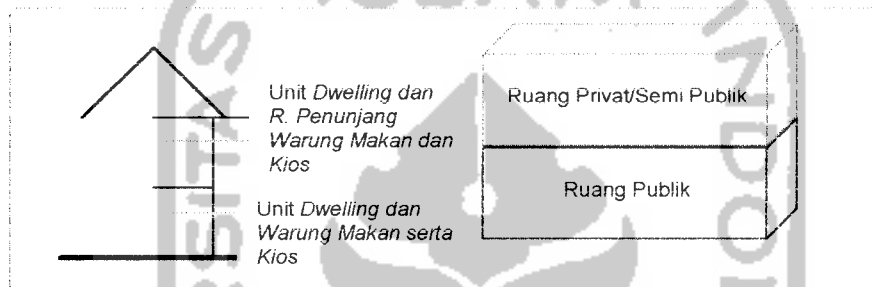 Unit Dwelling dan
R. Penunjang
Warung Makan dan
Kios
Unit Dwelling dan
Warung Makan serta
Kios
Ruang Privat/Semi Publik
Ruang Publik